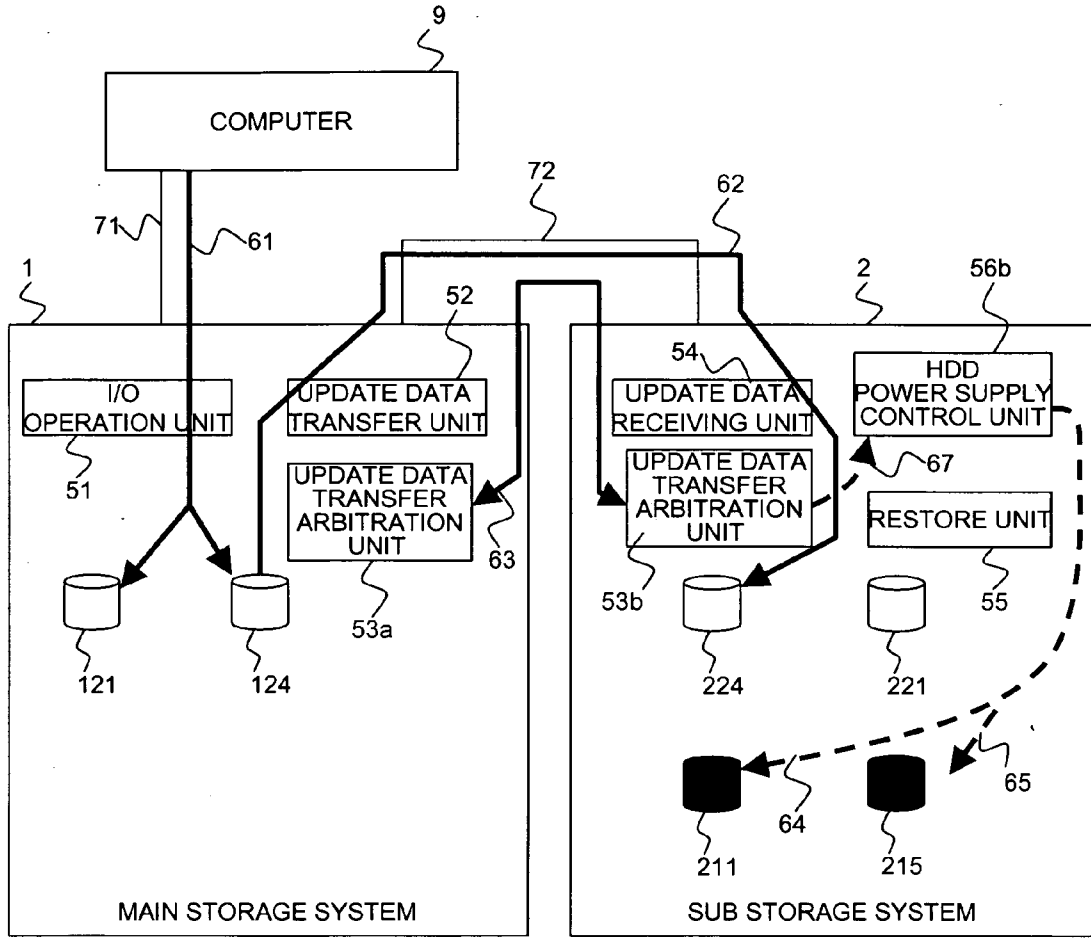 9
COMPUTER
72
62
71
61
1
52
2
56b
54
I/O
OPERATION UNIT
UPDATE DATA
TRANSFER UNIT
UPDATE DATA
RECEIVING UNIT
HDD
POWER SUPPLY
CONTROL UNIT
51
UPDATE DATA
TRANSFER
ARBITRATION
UNIT
63
UPDATE DATA
TRANSFER
ARBITRATION
UNIT
67
RESTORE UNIT
53a
53b
55
121
124
224
221
64
65
211
215
MAIN STORAGE SYSTEM
SUB STORAGE SYSTEM